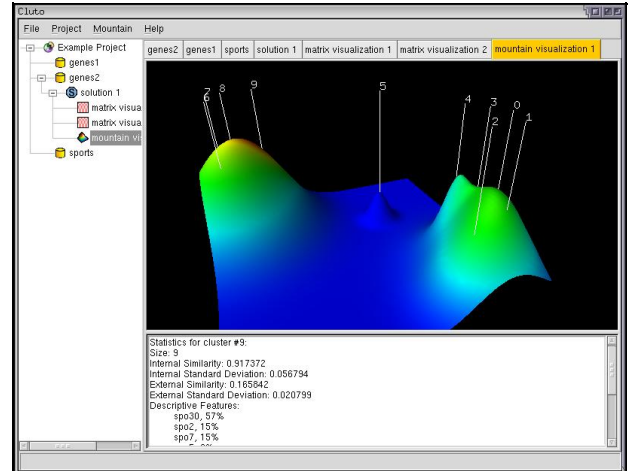 Cluto
File Project Mountain Help
Example Project
genes1
genes2
solution 1
matrix visua
matrix visua
mountain vi
sports
genes2 genes1 sports solution 1 matrix visualization 1 matrix visualization 2 mountain visualization 1
7 6 8 9 5 4 3 2 0 1
Statistics for cluster #9:
Size: 9
Internal Similarity: 0.917372
Internal Standard Deviation: 0.056794
External Similarity: 0.165842
External Standard Deviation: 0.020799
Descriptive Features:
spo30, 57%
spo2, 15%
spo7, 15%